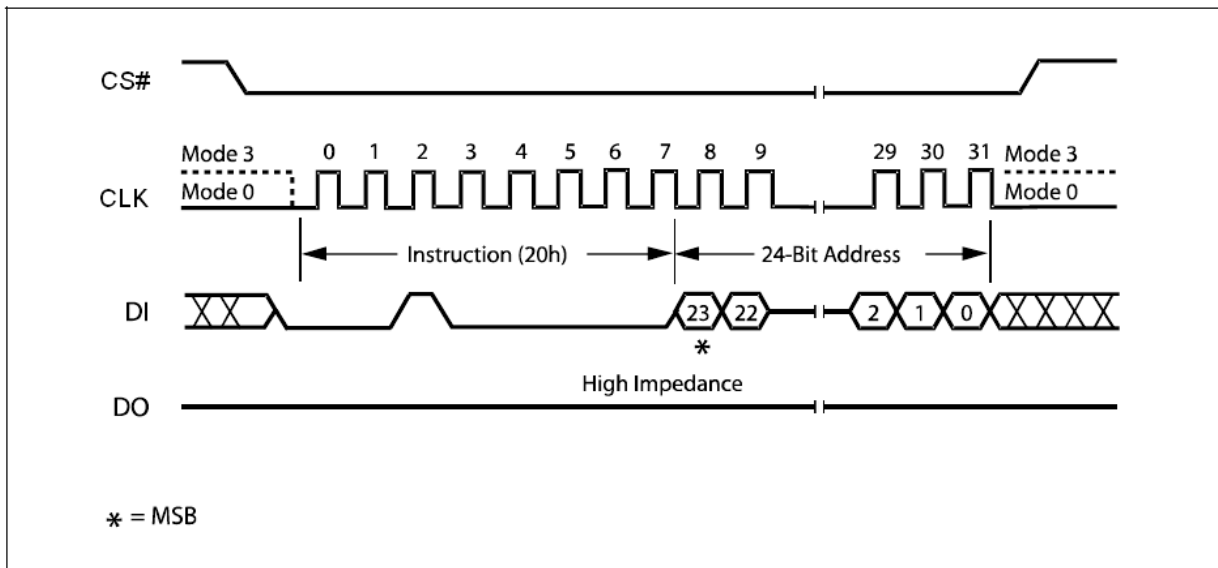 CS#
Mode 3 0 1 2 3 4 5 6 7 8 9 29 30 31 Mode 3
CLK Mode 0 Mode 0
Instruction (20h) 24-Bit Address
DI 23 22 2 1 0
*
High Impedance
DO
* = MSB